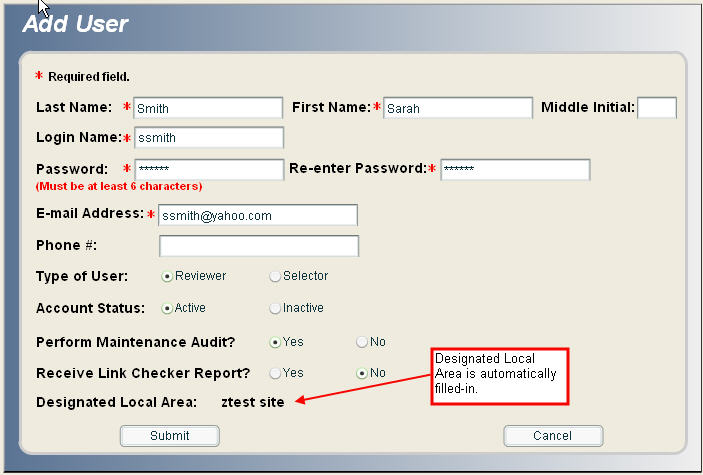 Add User
* Required field.
Last Name: * Smith First Name: * Sarah Middle Initial:
Login Name: * ssmith
Password: * ****** Re-enter Password: * ******
(Must be at least 6 characters)
E-mail Address: * ssmith@yahoo.com
Phone #:
Type of User: Reviewer Selector
Account Status: Active Inactive
Perform Maintenance Audit? Yes No
Receive Link Checker Report? Yes No
Designated Local Area: ztest site
Designated Local
Area is automatically
filled-in.
Submit Cancel